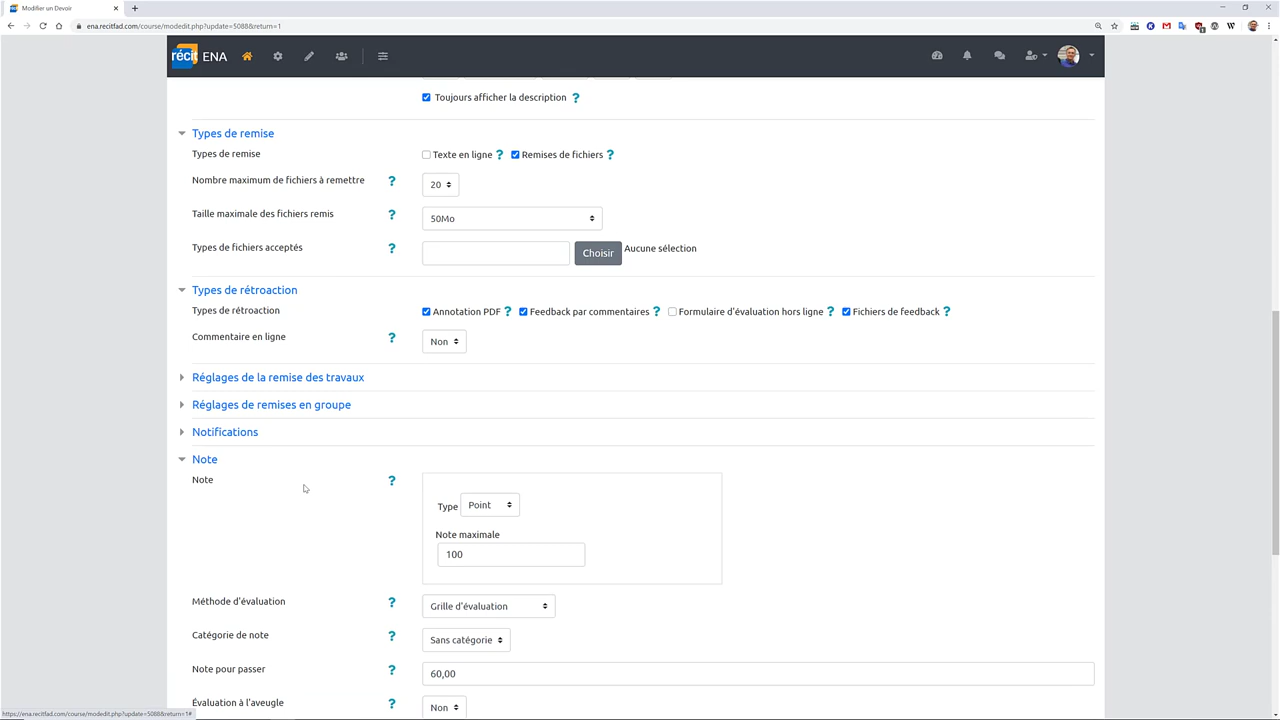 Modifier un Devoir
ena.recitfad.com/course/modedit.php?update=5088&return=1
récit ENA
Toujours afficher la description ?
Types de remise
Types de remise
Texte en ligne ? Remises de fichiers ?
Nombre maximum de fichiers à remettre ? 20
Taille maximale des fichiers remis ? 50Mo
Types de fichiers acceptés ? Choisir Aucune sélection
Types de rétroaction
Types de rétroaction
Annotation PDF ? Feedback par commentaires ? Formulaire d'évaluation hors ligne ? Fichiers de feedback ?
Commentaire en ligne ? Non
Réglages de la remise des travaux
Réglages de remises en groupe
Notifications
Note
Note ?
Type Point
Note maximale
100
Méthode d'évaluation ? Grille d'évaluation
Catégorie de note ? Sans catégorie
Note pour passer ? 60,00
Évaluation à l'aveugle ? Non
https://ena.recitfad.com/course/modedit.php?update=5088&return=1#